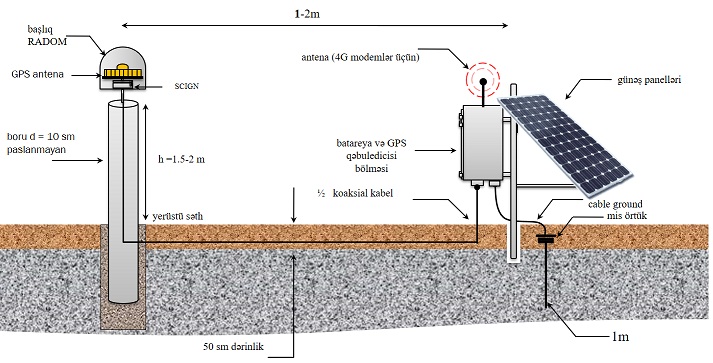 1-2m
başlıq
RADOM
GPS antena
SCIGN
antena (4G modemlər üçün)
günəş panelləri
boru d = 10 sm
paslanmayan
h =1.5-2 m
batareya və GPS
qəbuledicisi
bölməsi
½ koaksial kabel
cable ground
mis örtük
yerüstü səth
50 sm dərinlik
1m